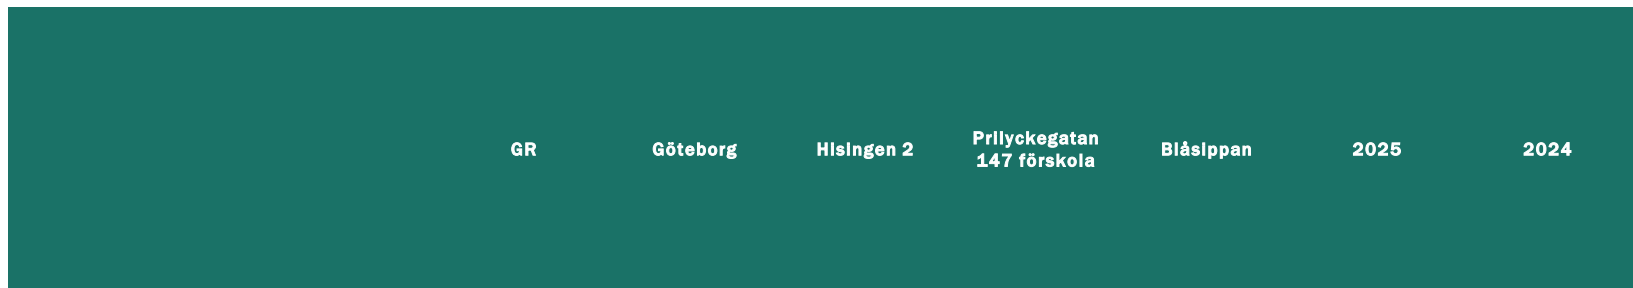 GR
Göteborg
Hisingen 2
Prilyckegatan
147 förskola
Blåsippan
2025
2024